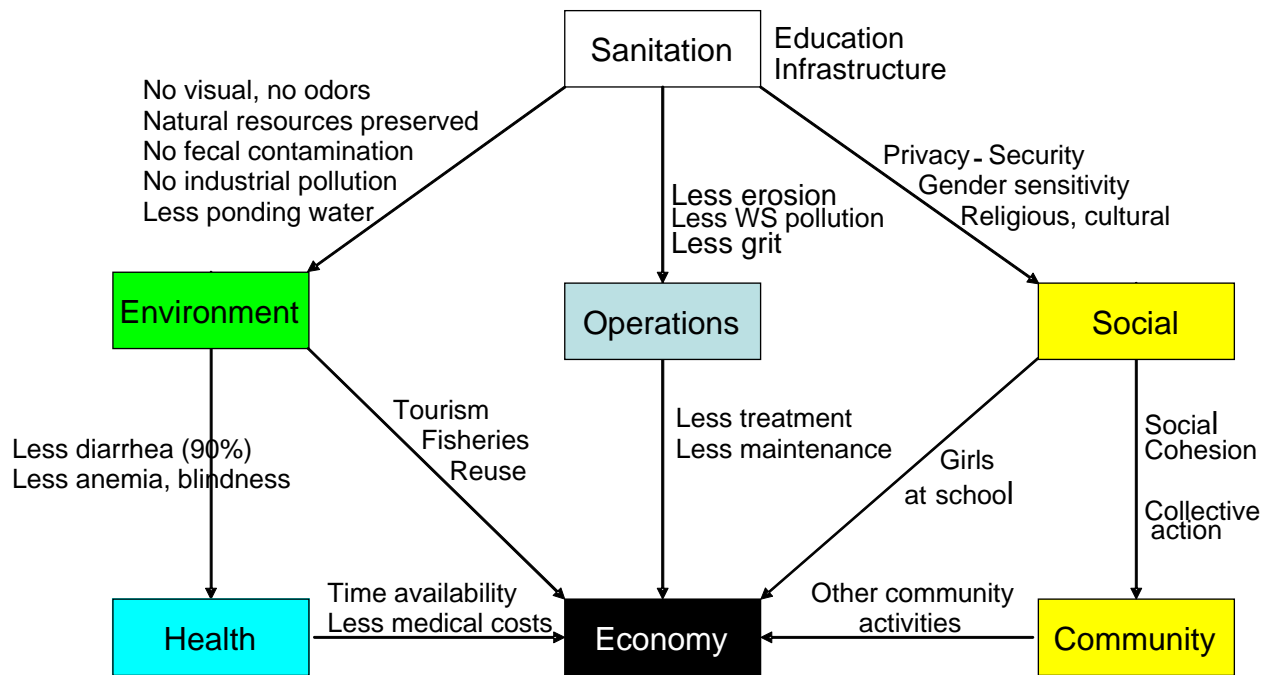 Sanitation
Education
Infrastructure
No visual, no odors
Natural resources preserved
No fecal contamination
No industrial pollution
Less ponding water
Less erosion
Less WS pollution
Less grit
Privacy - Security
Gender sensitivity
Religious, cultural
Environment
Operations
Social
Less diarrhea (90%)
Less anemia, blindness
Tourism
Fisheries
Reuse
Less treatment
Less maintenance
Girls
at school
Social
Cohesion
Collective
action
Health
Time availability
Less medical costs
Economy
Other community
activities
Community